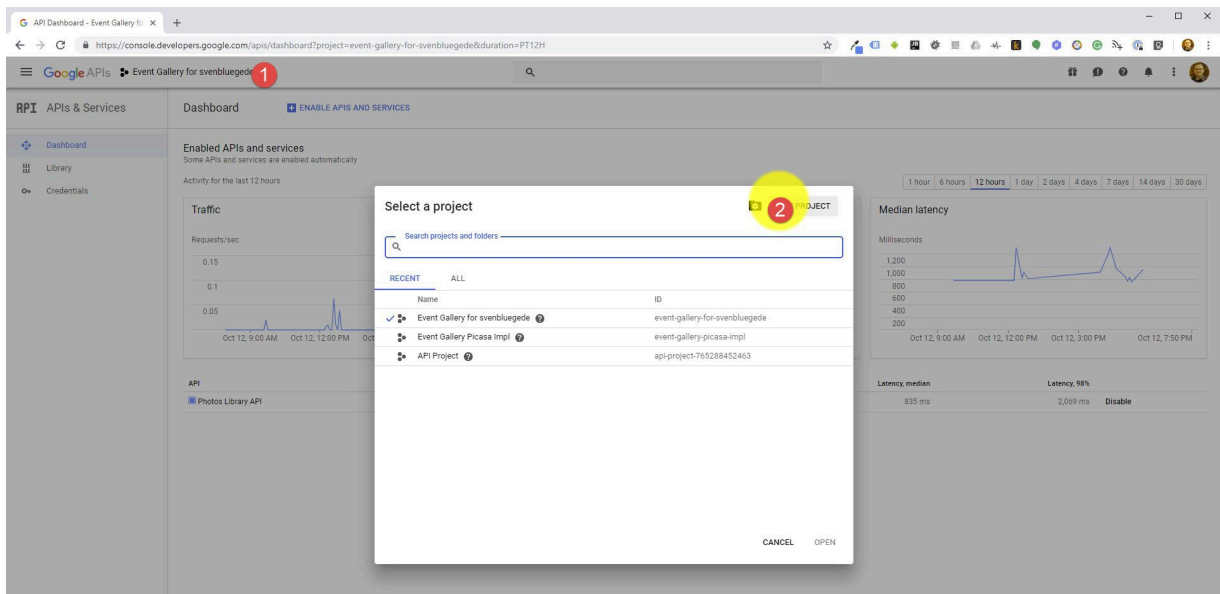 API Dashboard - Event Gallery fo
https://console.developers.google.com/apis/dashboard?project=event-gallery-for-svenbluegede&duration=PT12H
Google APIs Event Gallery for svenbluegede 1
API APIs & Services Dashboard ENABLE APIS AND SERVICES
Dashboard
Library
Credentials
Enabled APIs and services
Some APIs and services are enabled automatically
Activity for the last 12 hours
1 hour 6 hours 12 hours 1 day 2 days 4 days 7 days 14 days 30 days
Traffic
Requests/sec
0.15
0.1
0.05
Oct 12, 9:00 AM Oct 12, 12:00 PM Oct
Select a project 2 PROJECT
Search projects and folders
RECENT ALL
Name ID
Event Gallery for svenbluegede event-gallery-for-svenbluegede
Event Gallery Picasa Impl event-gallery-picasa-impl
API Project api-project-765288452463
CANCEL OPEN
Median latency
Milliseconds
1,200
1,000
800
600
400
200
Oct 12, 9:00 AM Oct 12, 12:00 PM Oct 12, 3:00 PM Oct 12, 7:50 PM
API Latency, median Latency, 98%
Photos Library API 835 ms 2,069 ms Disable